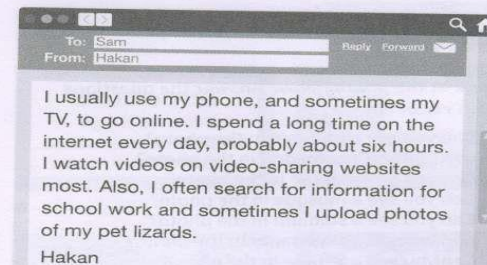 To: Sam
Reply Forward
From: Hakan
I usually use my phone, and sometimes my
TV, to go online. I spend a long time on the
internet every day, probably about six hours.
I watch videos on video-sharing websites
most. Also, I often search for information for
school work and sometimes I upload photos
of my pet lizards.
Hakan